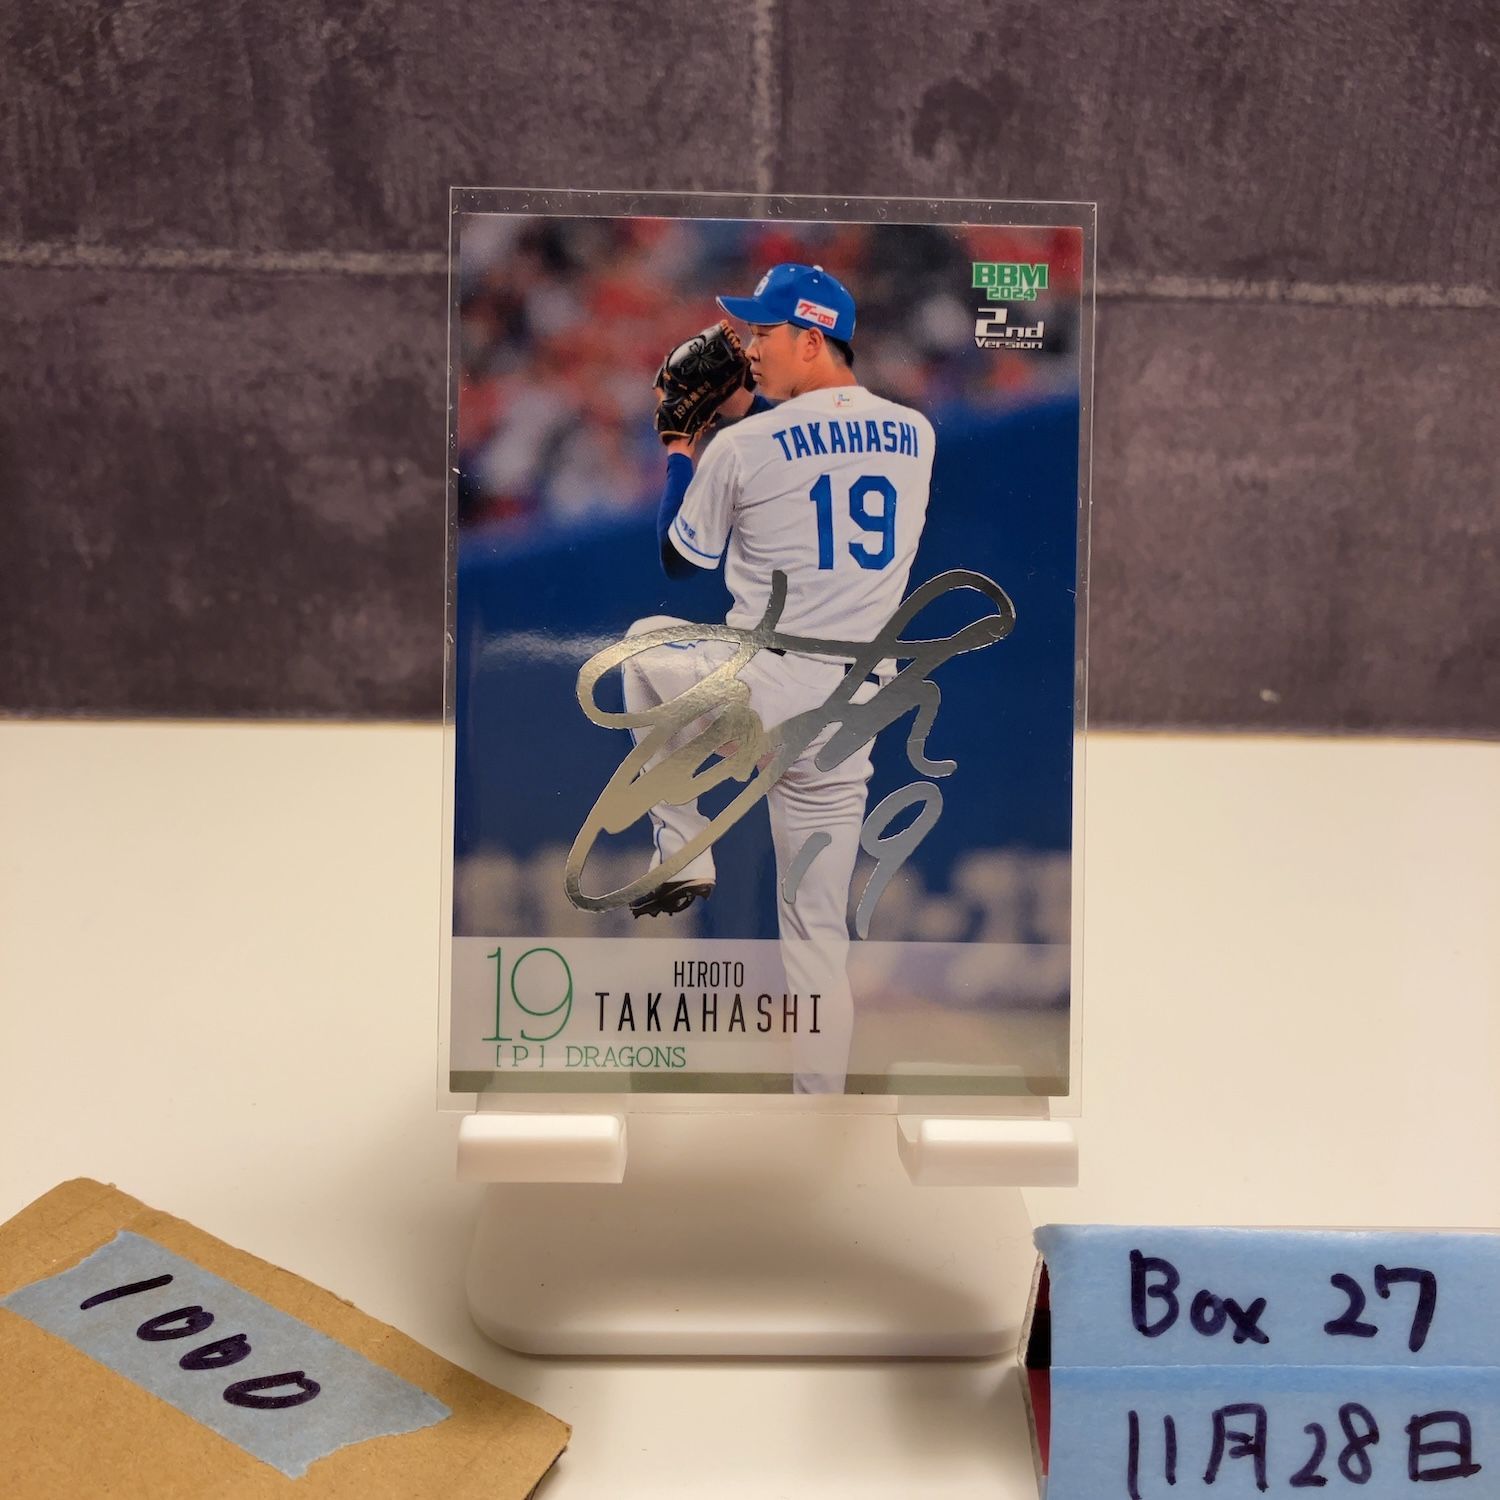 BBM
2024
2nd
Version
TAKAHASHI
19
19
19
HIROTO
TAKAHASHI
[P] DRAGONS
1000
Box 27
11月28日